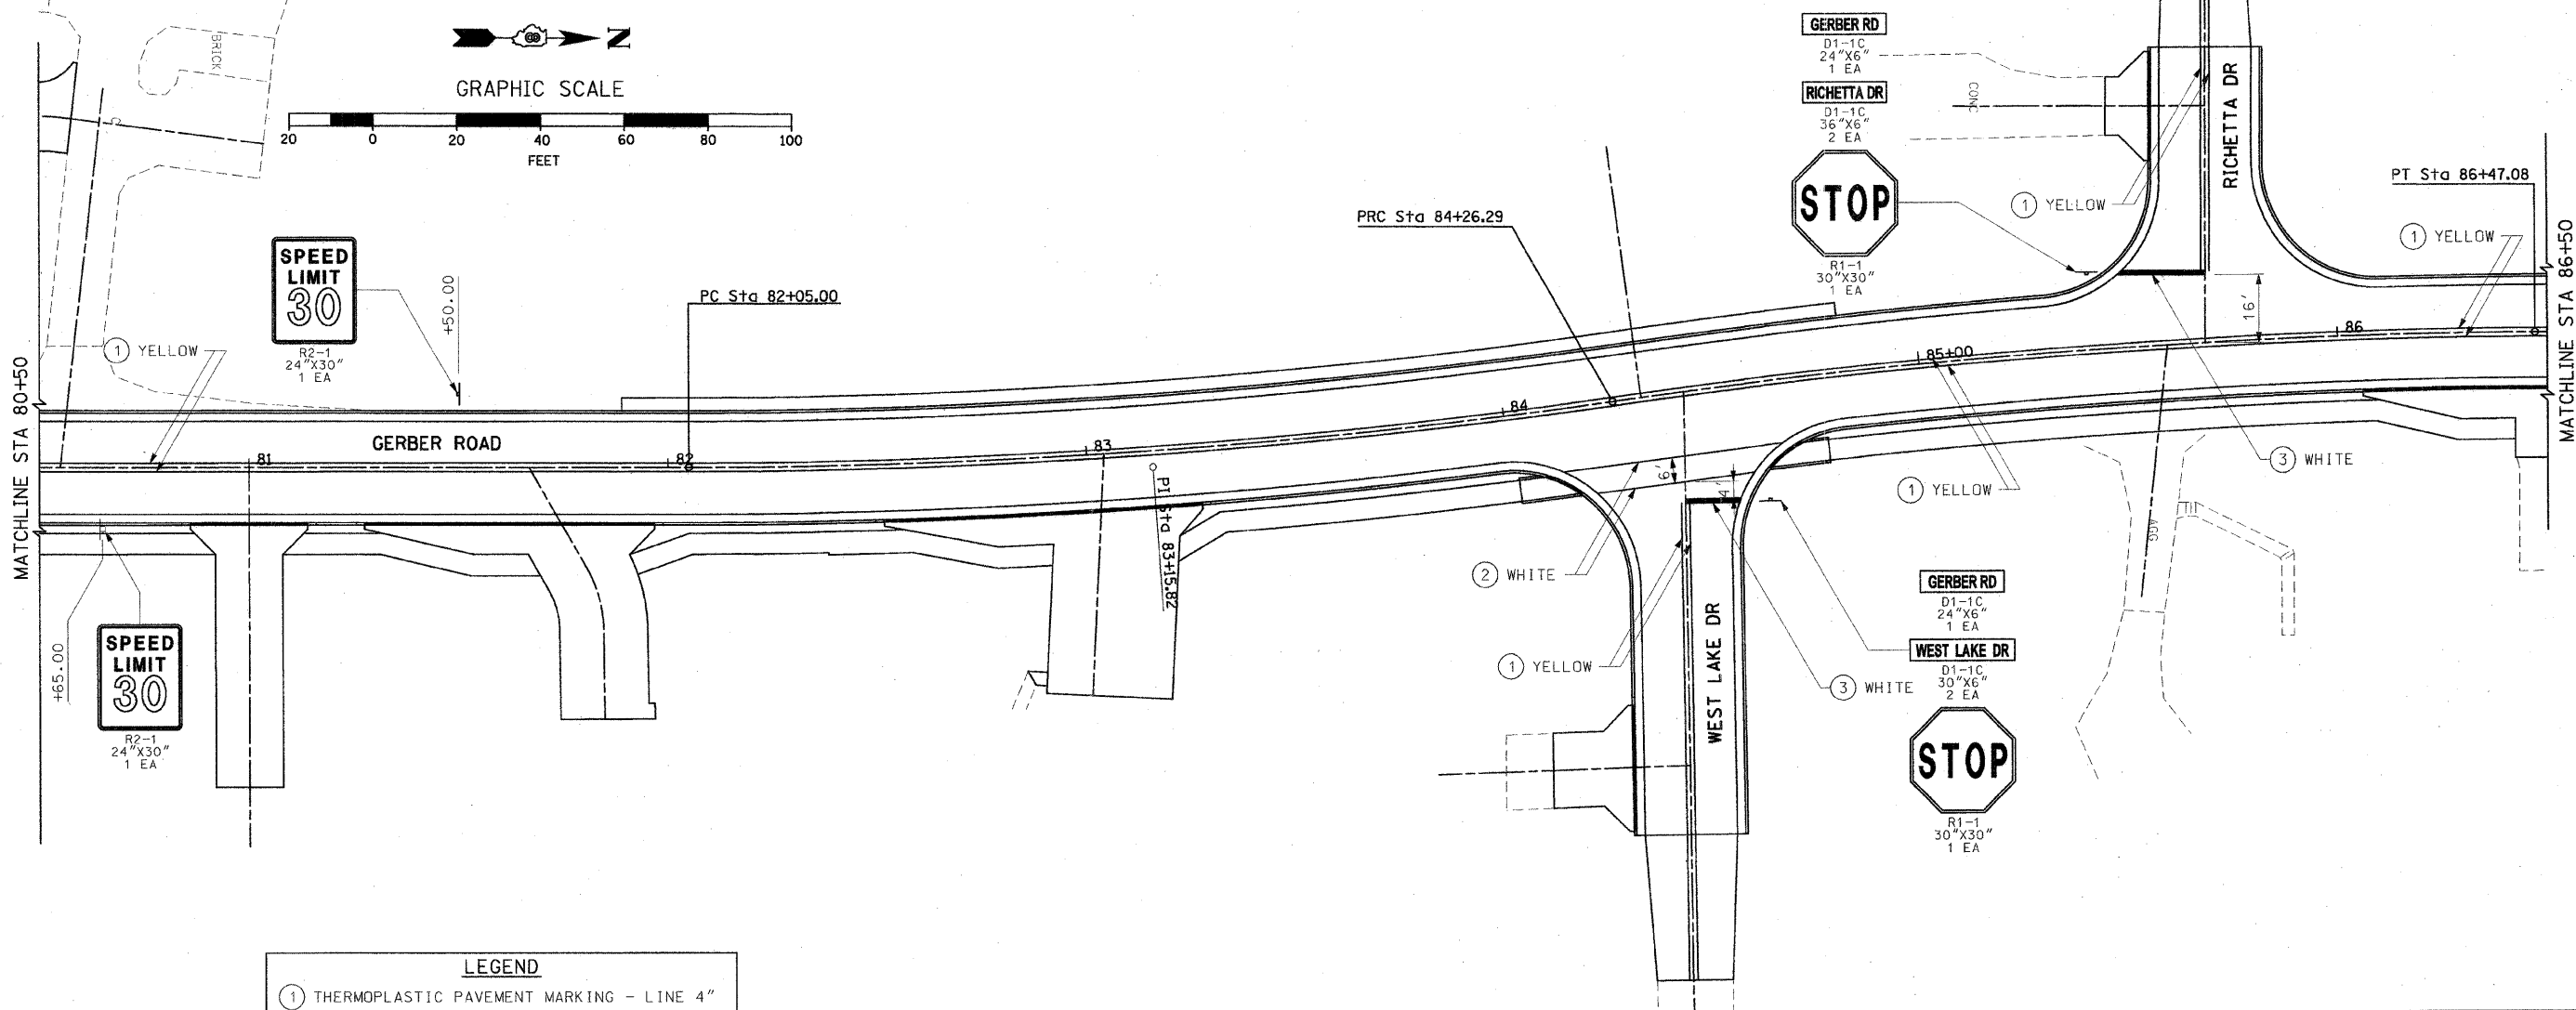 BRICK
N
GRAPHIC SCALE
20 0 20 40 60 80 100
FEET
GERBER RD
D1-1C
24"X6"
1 EA
RICHETTA DR
D1-1C
36"X6"
2 EA
STOP
R1-1
30"X30"
1 EA
CONC
RICHETTA DR
1 YELLOW
PT Sta 86+47.08
1 YELLOW
MATCHLINE STA 86+50
16'
86
PRC Sta 84+26.29
SPEED
LIMIT
30
R2-1
24"X30"
1 EA
+50.00
PC Sta 82+05.00
1 YELLOW
MATCHLINE STA 80+50
GERBER ROAD
81
82
83
84
85+00
PI Sta 83+15.82
6'
4'
3 WHITE
1 YELLOW
2 WHITE
1 YELLOW
WEST LAKE DR
3 WHITE
AGG
+65.00
SPEED
LIMIT
30
R2-1
24"X30"
1 EA
GERBER RD
D1-1C
24"X6"
1 EA
WEST LAKE DR
D1-1C
30"X6"
2 EA
STOP
R1-1
30"X30"
1 EA
LEGEND
1 THERMOPLASTIC PAVEMENT MARKING - LINE 4"